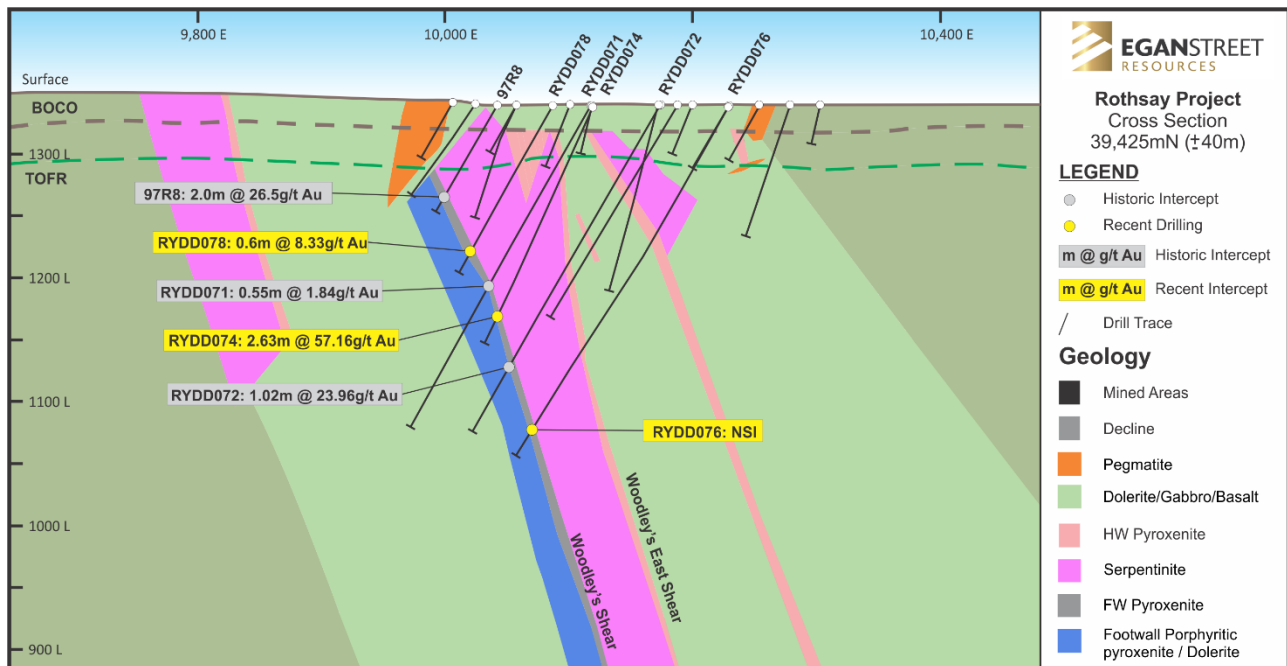 9,800 E
10,000 E
10,400 E
Surface
BOCO
1300 L
TOFR
1200 L
1100 L
1000 L
900 L
97R8
RYDD078
RYDD071
RYDD074
RYDD072
RYDD076
97R8: 2.0m @ 26.5g/t Au
RYDD078: 0.6m @ 8.33g/t Au
RYDD071: 0.55m @ 1.84g/t Au
RYDD074: 2.63m @ 57.16g/t Au
RYDD072: 1.02m @ 23.96g/t Au
RYDD076: NSI
Woodley's Shear
Woodley's East Shear
EGANSTREET
RESOURCES
Rothsay Project
Cross Section
39,425mN (±40m)
LEGEND
Historic Intercept
Recent Drilling
m @ g/t Au Historic Intercept
m @ g/t Au Recent Intercept
Drill Trace
Geology
Mined Areas
Decline
Pegmatite
Dolerite/Gabbro/Basalt
HW Pyroxenite
Serpentinite
FW Pyroxenite
Footwall Porphyritic
pyroxenite / Dolerite